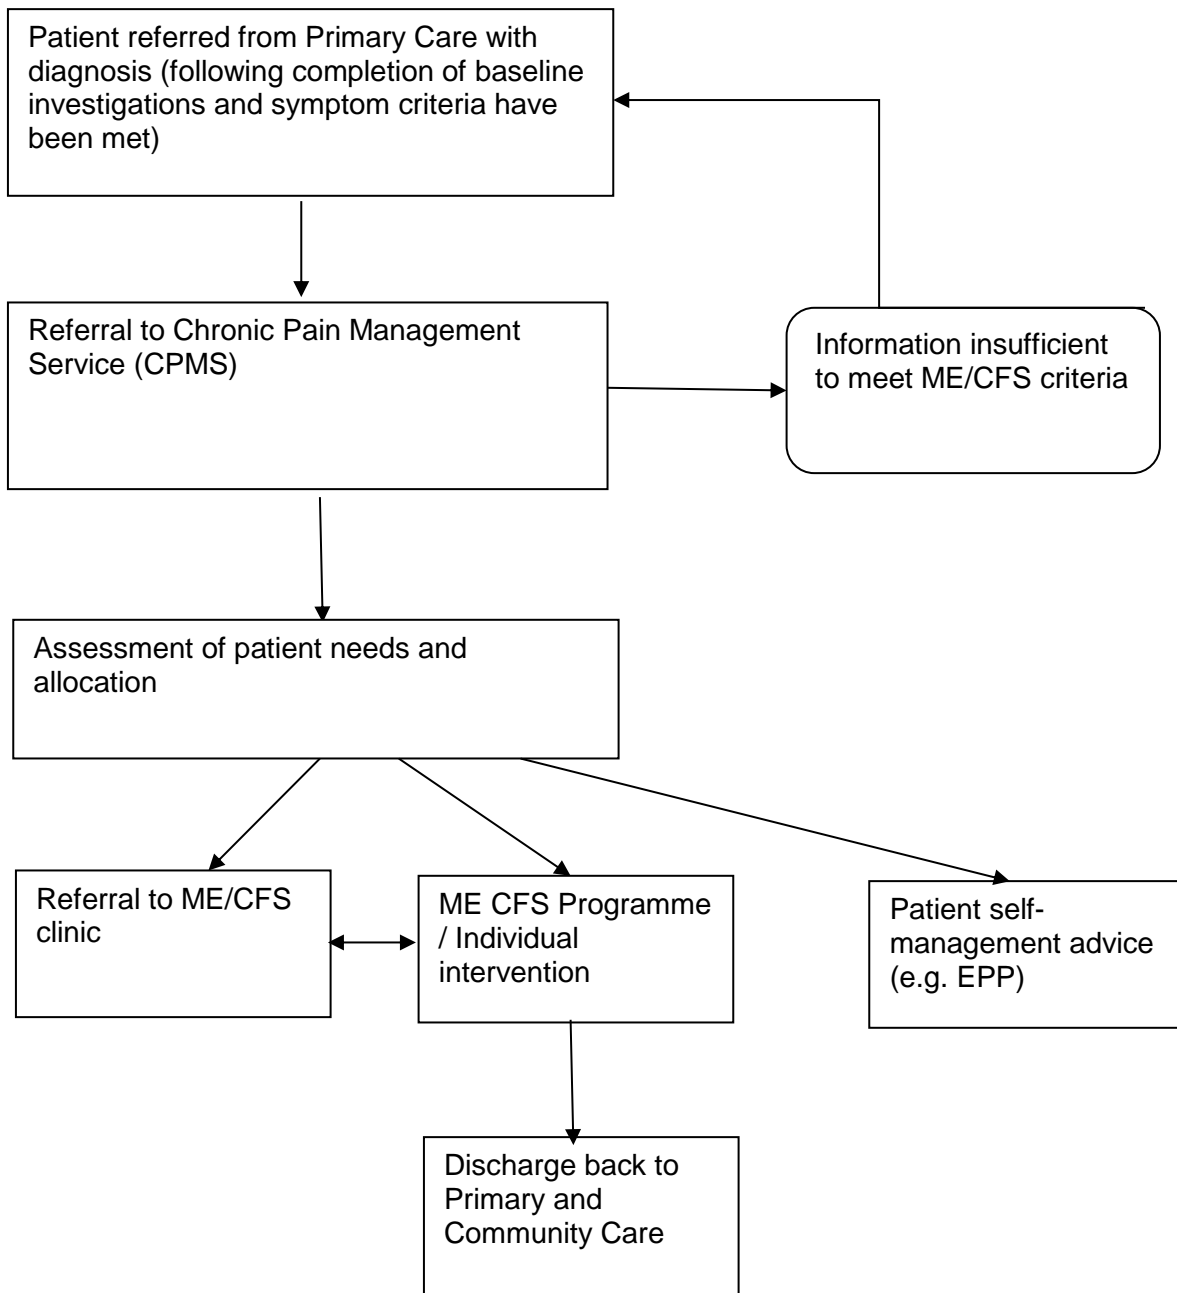 Patient referred from Primary Care with
diagnosis (following completion of baseline
investigations and symptom criteria have
been met)
Referral to Chronic Pain Management
Service (CPMS)
Information insufficient
to meet ME/CFS criteria
Assessment of patient needs and
allocation
Referral to ME/CFS
clinic
ME CFS Programme
/ Individual
intervention
Patient self-
management advice
(e.g. EPP)
Discharge back to
Primary and
Community Care